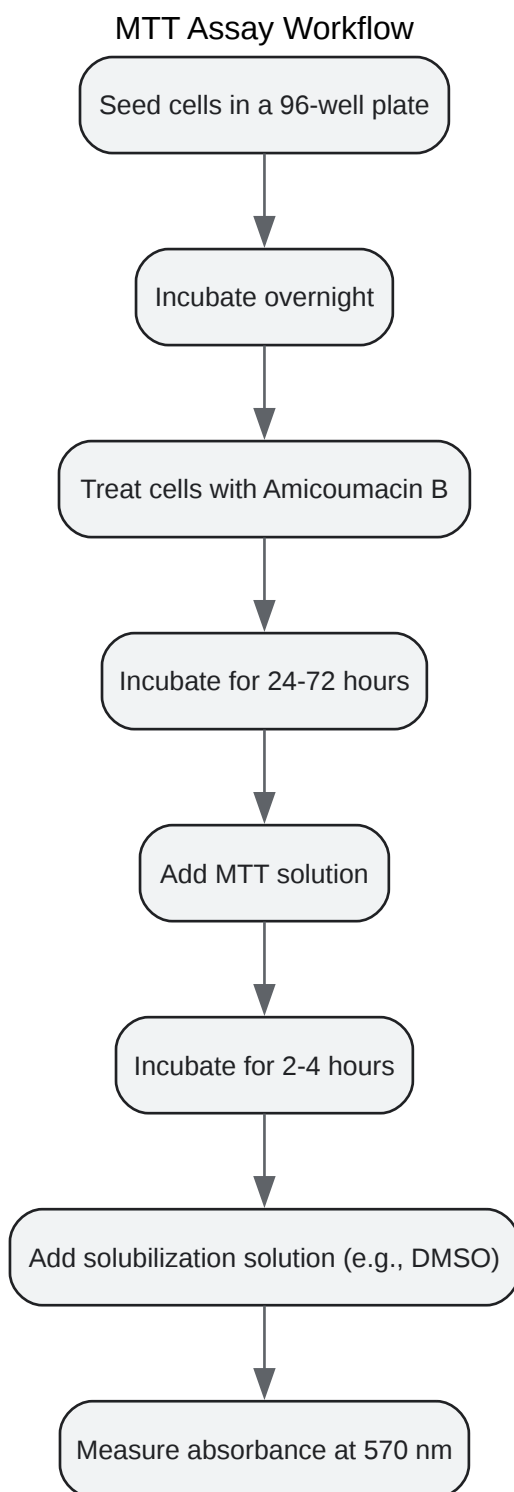 MTT Assay Workflow
Seed cells in a 96-well plate
Incubate overnight
Treat cells with Amicoumacin B
Incubate for 24-72 hours
Add MTT solution
Incubate for 2-4 hours
Add solubilization solution (e.g., DMSO)
Measure absorbance at 570 nm